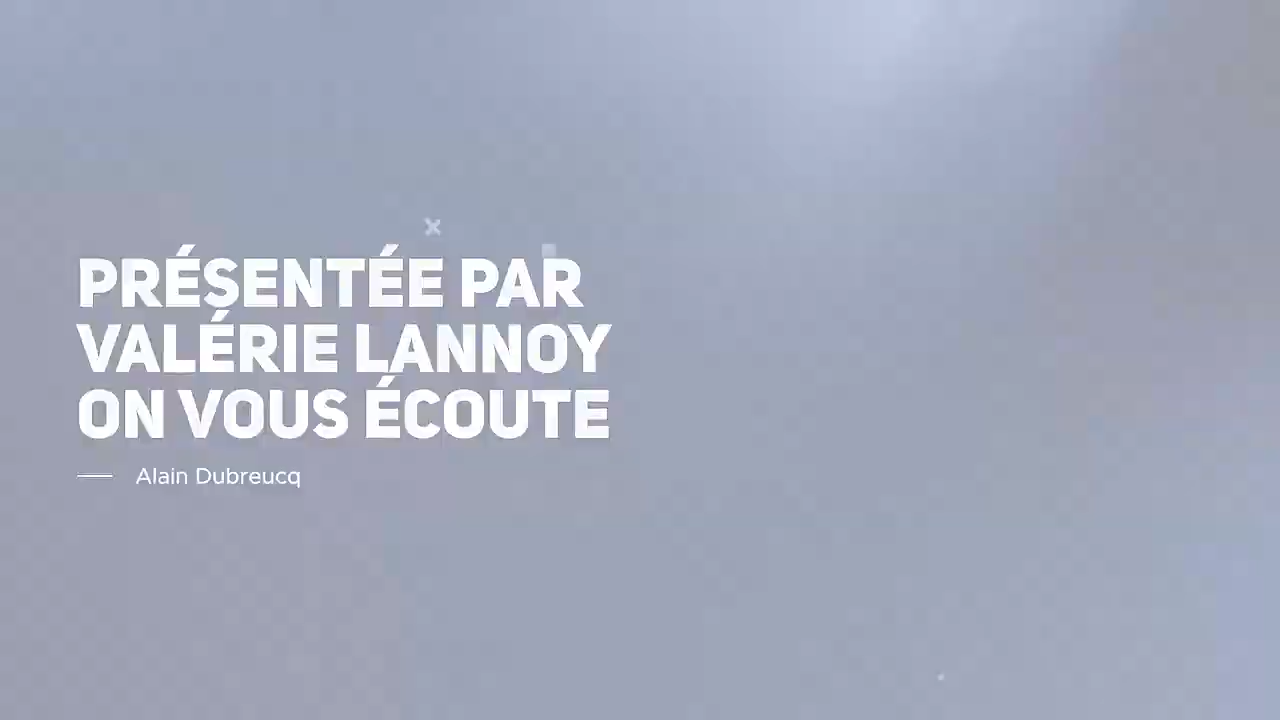 PRÉSENTÉE PAR
VALÉRIE LANNOY
ON VOUS ÉCOUTE
Alain Dubreucq